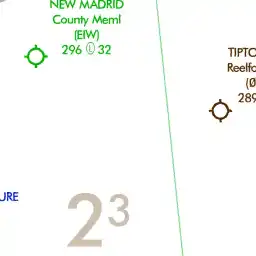 NEW MADRID
County Meml
(EIW)
296 Ⓛ 32
TIPTO
Reelfo
(Ø
289
URE
2³